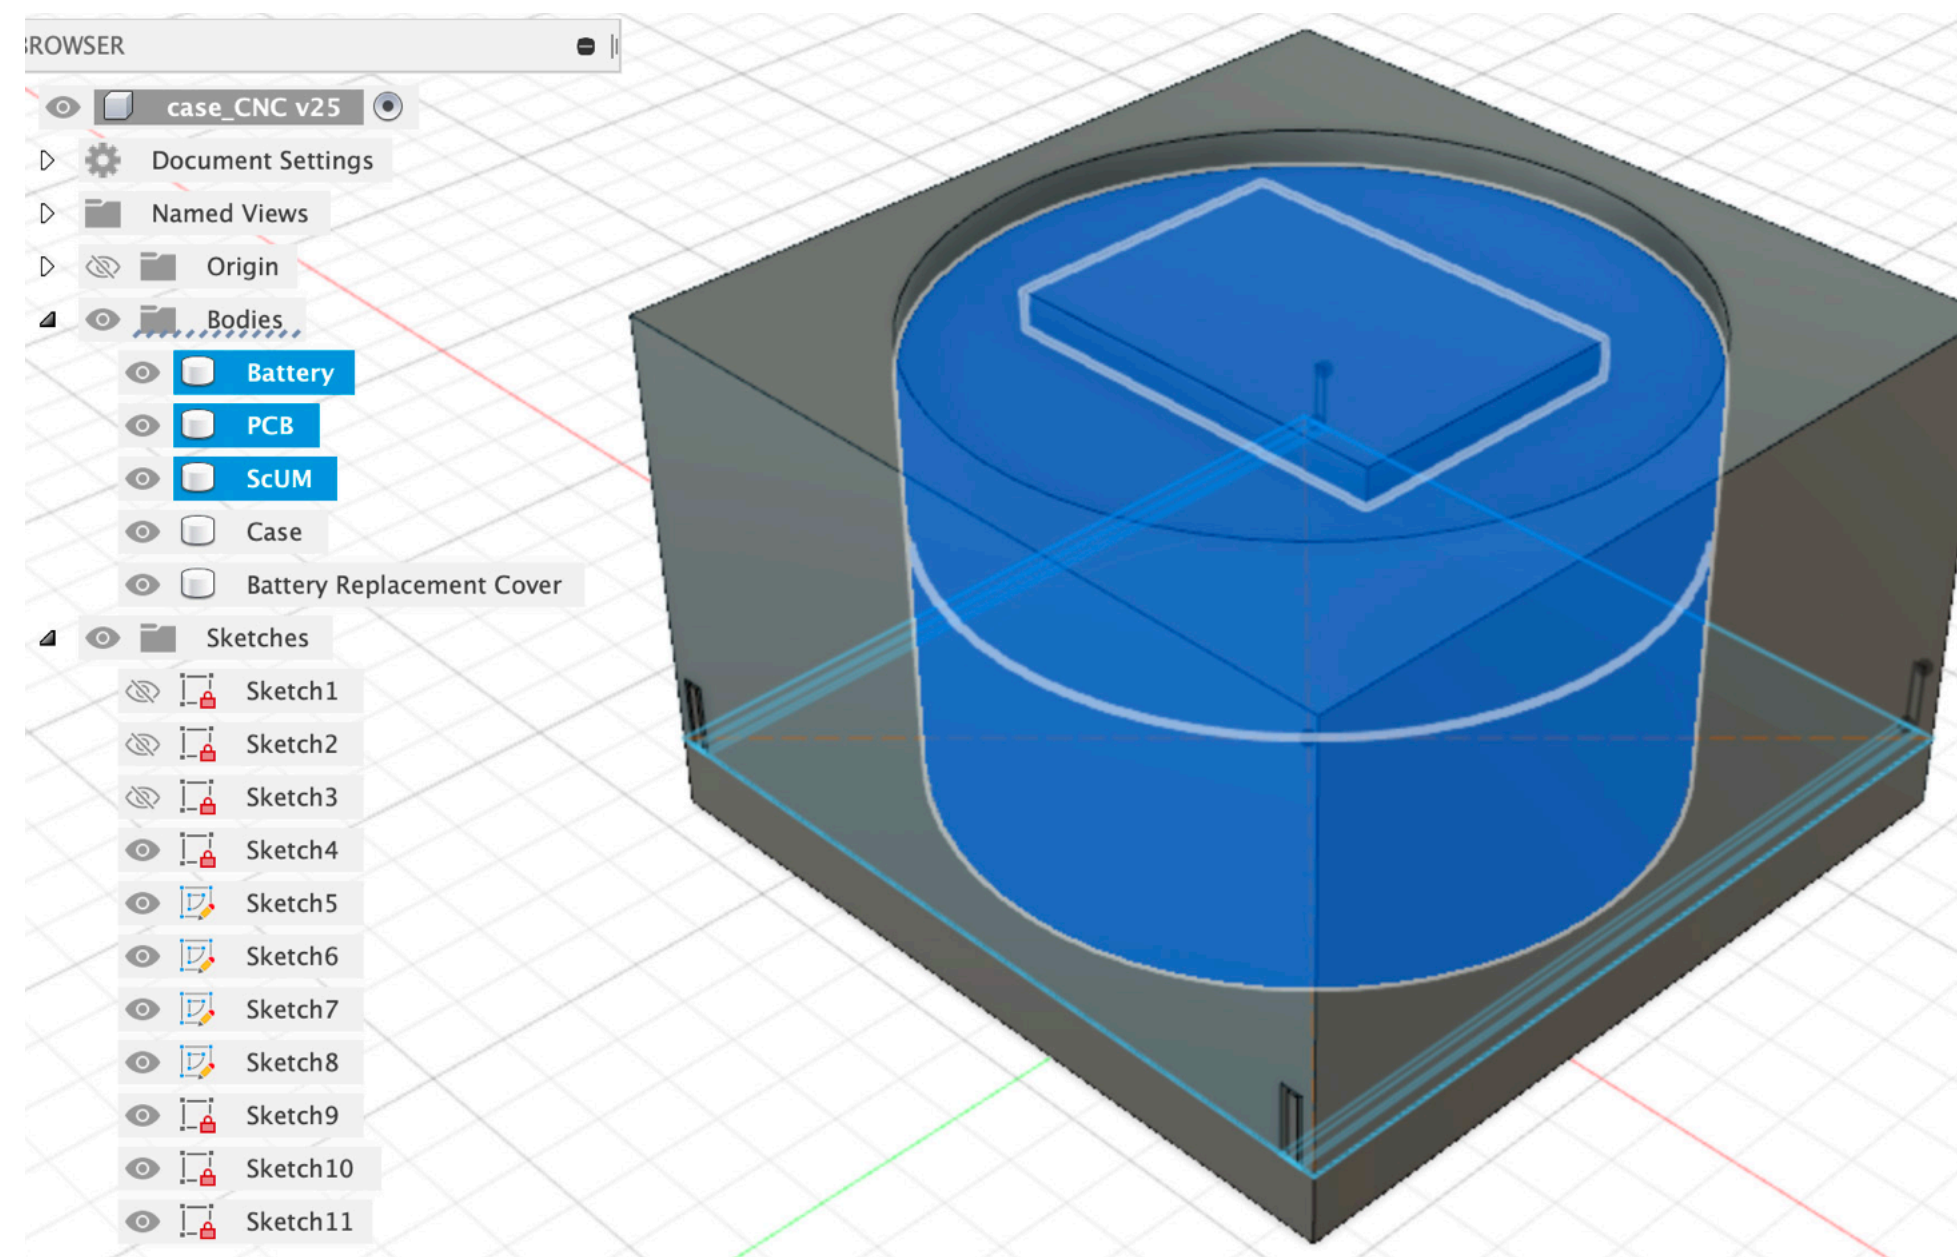 BROWSER
case_CNC v25
Document Settings
Named Views
Origin
Bodies
Battery
PCB
ScUM
Case
Battery Replacement Cover
Sketches
Sketch1
Sketch2
Sketch3
Sketch4
Sketch5
Sketch6
Sketch7
Sketch8
Sketch9
Sketch10
Sketch11